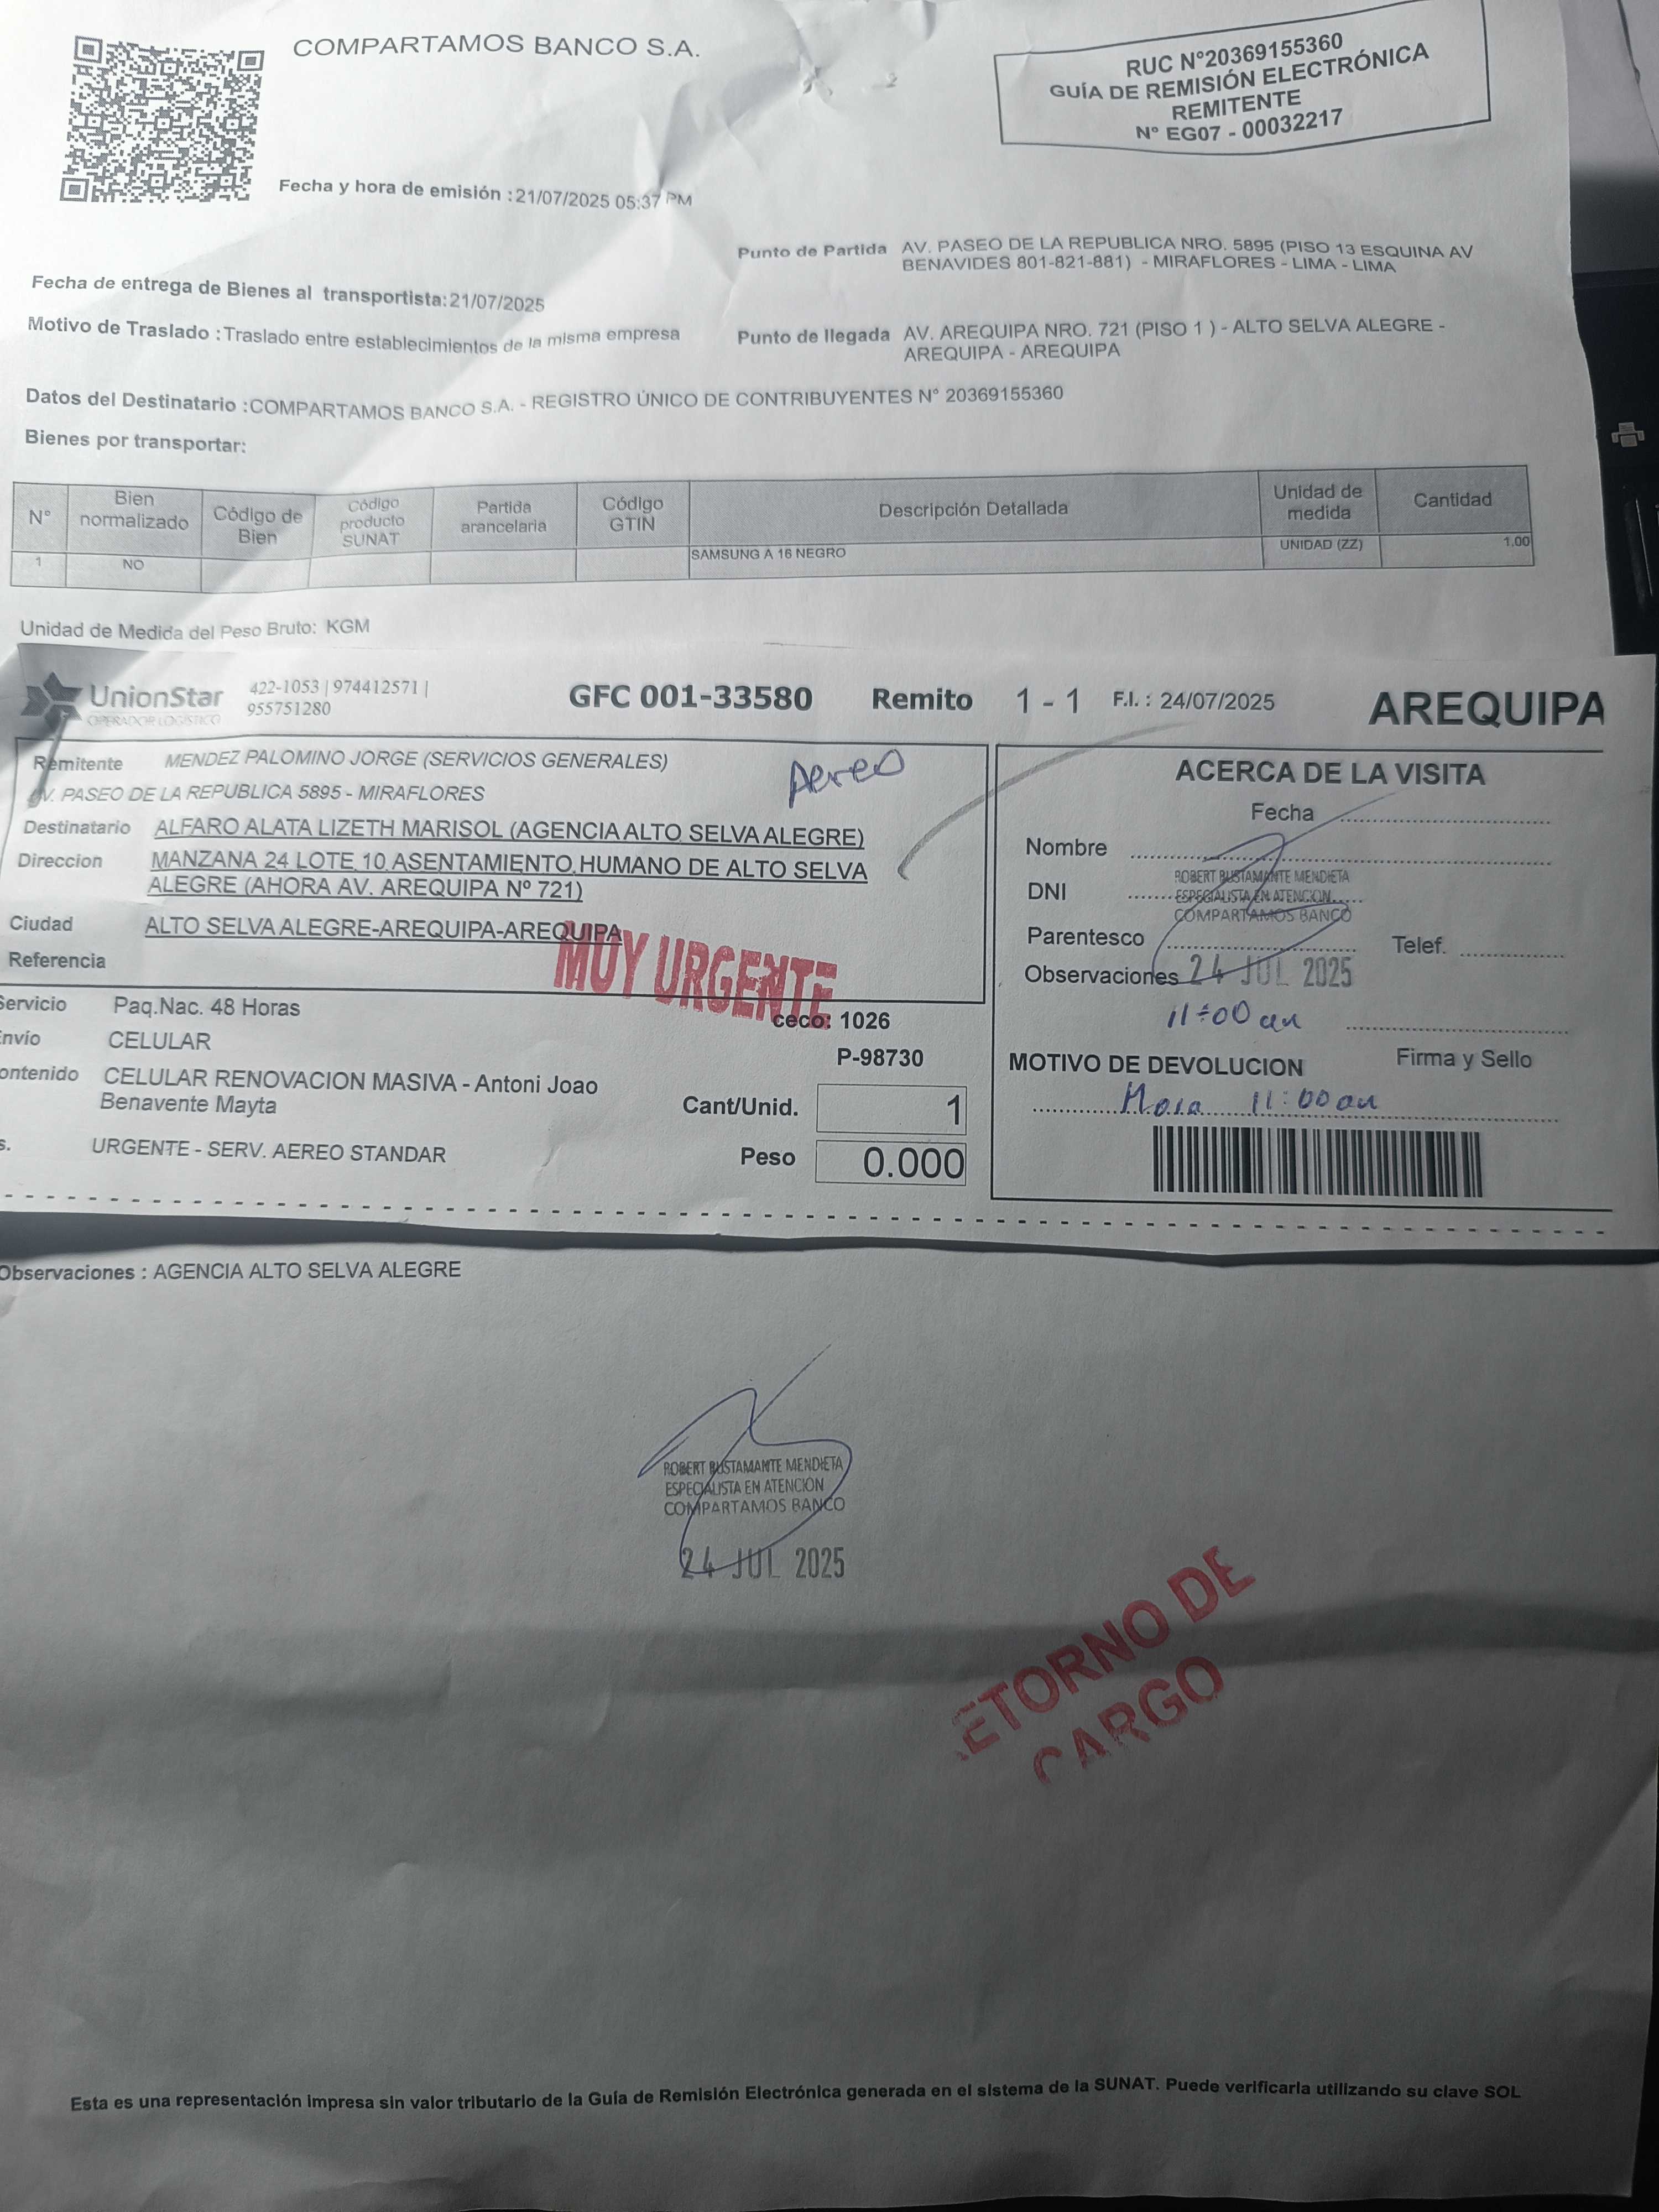 COMPARTAMOS BANCO S.A.
RUC N°20369155360
GUÍA DE REMISIÓN ELECTRÓNICA
REMITENTE
N° EG07 - 00032217
Fecha y hora de emisión :21/07/2025 05:37 PM
Punto de Partida AV. PASEO DE LA REPUBLICA NRO. 5895 (PISO 13 ESQUINA AV
BENAVIDES 801-821-881) - MIRAFLORES - LIMA - LIMA
Fecha de entrega de Bienes al transportista:21/07/2025
Motivo de Traslado :Traslado entre establecimientos de la misma empresa
Punto de llegada AV. AREQUIPA NRO. 721 (PISO 1 ) - ALTO SELVA ALEGRE -
AREQUIPA - AREQUIPA
Datos del Destinatario :COMPARTAMOS BANCO S.A. - REGISTRO ÚNICO DE CONTRIBUYENTES N° 20369155360
Bienes por transportar:
N° Bien normalizado Código de Bien Código producto SUNAT Partida arancelaria Código GTIN Descripción Detallada Unidad de medida Cantidad
1 NO SAMSUNG A 16 NEGRO UNIDAD (ZZ) 1.00
Unidad de Medida del Peso Bruto: KGM
UnionStar
OPERADOR LOGÍSTICO
422-1053 | 974412571 |
955751280
GFC 001-33580 Remito 1 - 1 F.I. : 24/07/2025 AREQUIPA
Remitente MENDEZ PALOMINO JORGE (SERVICIOS GENERALES)
AV. PASEO DE LA REPUBLICA 5895 - MIRAFLORES
Aereo
Destinatario ALFARO ALATA LIZETH MARISOL (AGENCIA ALTO SELVA ALEGRE)
Direccion MANZANA 24 LOTE 10 ASENTAMIENTO HUMANO DE ALTO SELVA
ALEGRE (AHORA AV. AREQUIPA Nº 721)
Ciudad ALTO SELVA ALEGRE-AREQUIPA-AREQUIPA
Referencia
MUY URGENTE
Servicio Paq.Nac. 48 Horas
ceco: 1026
nvío CELULAR
P-98730
ontenido CELULAR RENOVACION MASIVA - Antoni Joao
Benavente Mayta
Cant/Unid. 1
s. URGENTE - SERV. AEREO STANDAR
Peso 0.000
ACERCA DE LA VISITA
Fecha
Nombre
DNI
ROBERT BUSTAMANTE MENDIETA
ESPECIALISTA EN ATENCION
COMPARTAMOS BANCO
Parentesco Telef.
Observaciones 24 JUL 2025
11:00 am
MOTIVO DE DEVOLUCION Firma y Sello
Hora 11:00 am
Observaciones : AGENCIA ALTO SELVA ALEGRE
ROBERT BUSTAMANTE MENDIETA
ESPECIALISTA EN ATENCION
COMPARTAMOS BANCO
24 JUL 2025
ETORNO DE
CARGO
Esta es una representación impresa sin valor tributario de la Guía de Remisión Electrónica generada en el sistema de la SUNAT. Puede verificarla utilizando su clave SOL